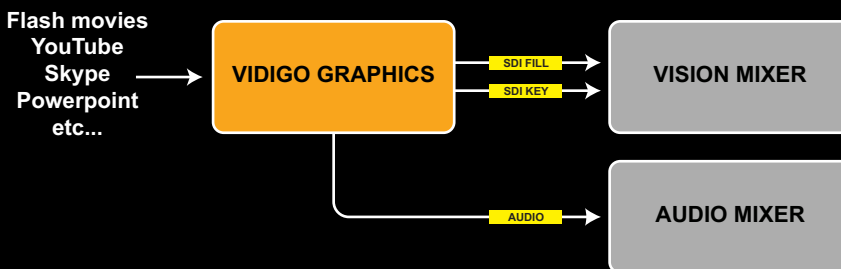 Flash movies
YouTube
Skype
Powerpoint
etc...
VIDIGO GRAPHICS
SDI FILL
SDI KEY
VISION MIXER
AUDIO
AUDIO MIXER